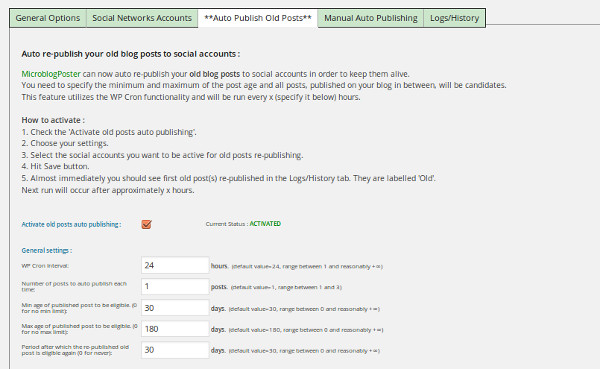 General Options
Social Networks Accounts
**Auto Publish Old Posts**
Manual Auto Publishing
Logs/History
Auto re-publish your old blog posts to social accounts :
MicroblogPoster can now auto re-publish your old blog posts to social accounts in order to keep them alive.
You need to specify the minimum and maximum of the post age and all posts, published on your blog in between, will be candidates.
This feature utilizes the WP Cron functionality and will be run every x (specify it below) hours.
How to activate :
1. Check the 'Activate old posts auto publishing'.
2. Choose your settings.
3. Select the social accounts you want to be active for old posts re-publishing.
4. Hit Save button.
5. Almost immediately you should see first old post(s) re-published in the Logs/History tab. They are labelled 'Old'.
Next run will occur after approximately x hours.
Activate old posts auto publishing :
Current Status : ACTIVATED
General settings :
WP Cron Interval:
24
hours. (default value=24, range between 1 and reasonably +∞)
Number of posts to auto publish each
time:
1
posts. (default value=1, range between 1 and 3)
Min age of published post to be eligible. (0
for no min limit):
30
days. (default value=30, range between 0 and reasonably +∞)
Max age of published post to be eligible. (0
for no max limit):
180
days. (default value=180, range between 0 and reasonably +∞)
Period after which the re-published old
post is eligible again (0 for never):
30
days. (default value=30, range between 0 and reasonably +∞)